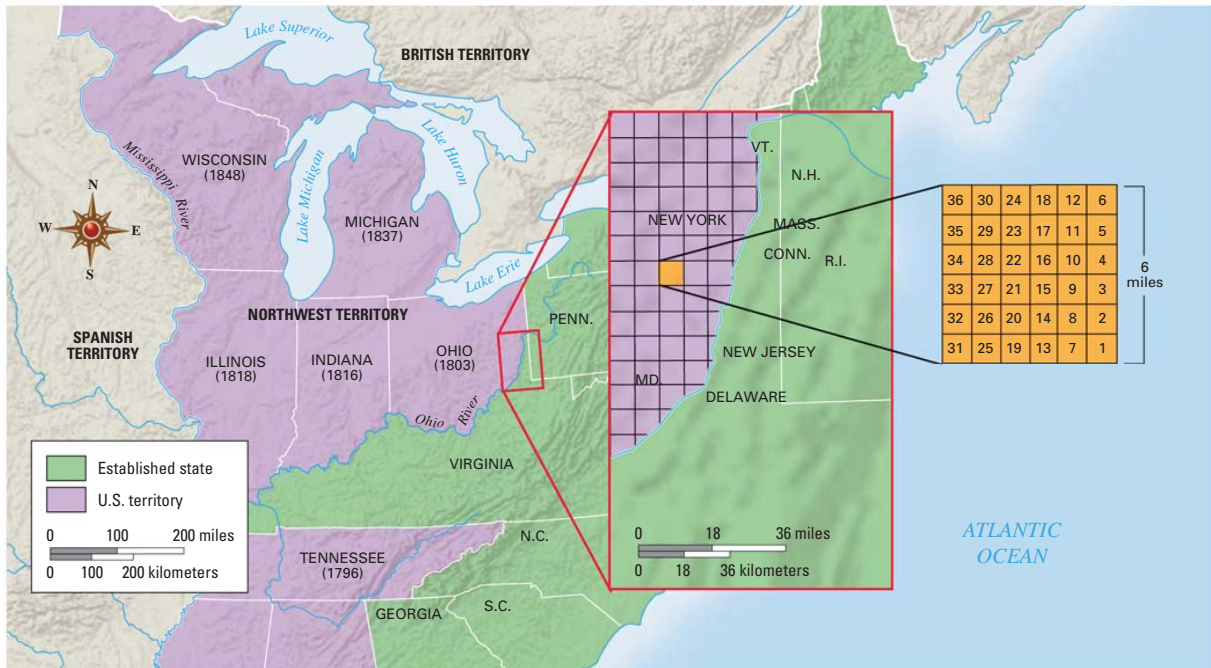 Lake Superior
BRITISH TERRITORY
WISCONSIN
(1848)
Mississippi
River
Lake Michigan
Lake Huron
MICHIGAN
(1837)
N
W
E
S
Lake Erie
NORTHWEST TERRITORY
SPANISH
TERRITORY
ILLINOIS
(1818)
INDIANA
(1816)
OHIO
(1803)
PENN.
Ohio River
VIRGINIA
Established state
U.S. territory
0 100 200 miles
0 100 200 kilometers
TENNESSEE
(1796)
N.C.
GEORGIA
S.C.
VT.
N.H.
NEW YORK
MASS.
CONN.
R.I.
NEW JERSEY
MD.
DELAWARE
0 18 36 miles
0 18 36 kilometers
36 30 24 18 12 6
35 29 23 17 11 5
34 28 22 16 10 4
33 27 21 15 9 3
32 26 20 14 8 2
31 25 19 13 7 1
6
miles
ATLANTIC
OCEAN